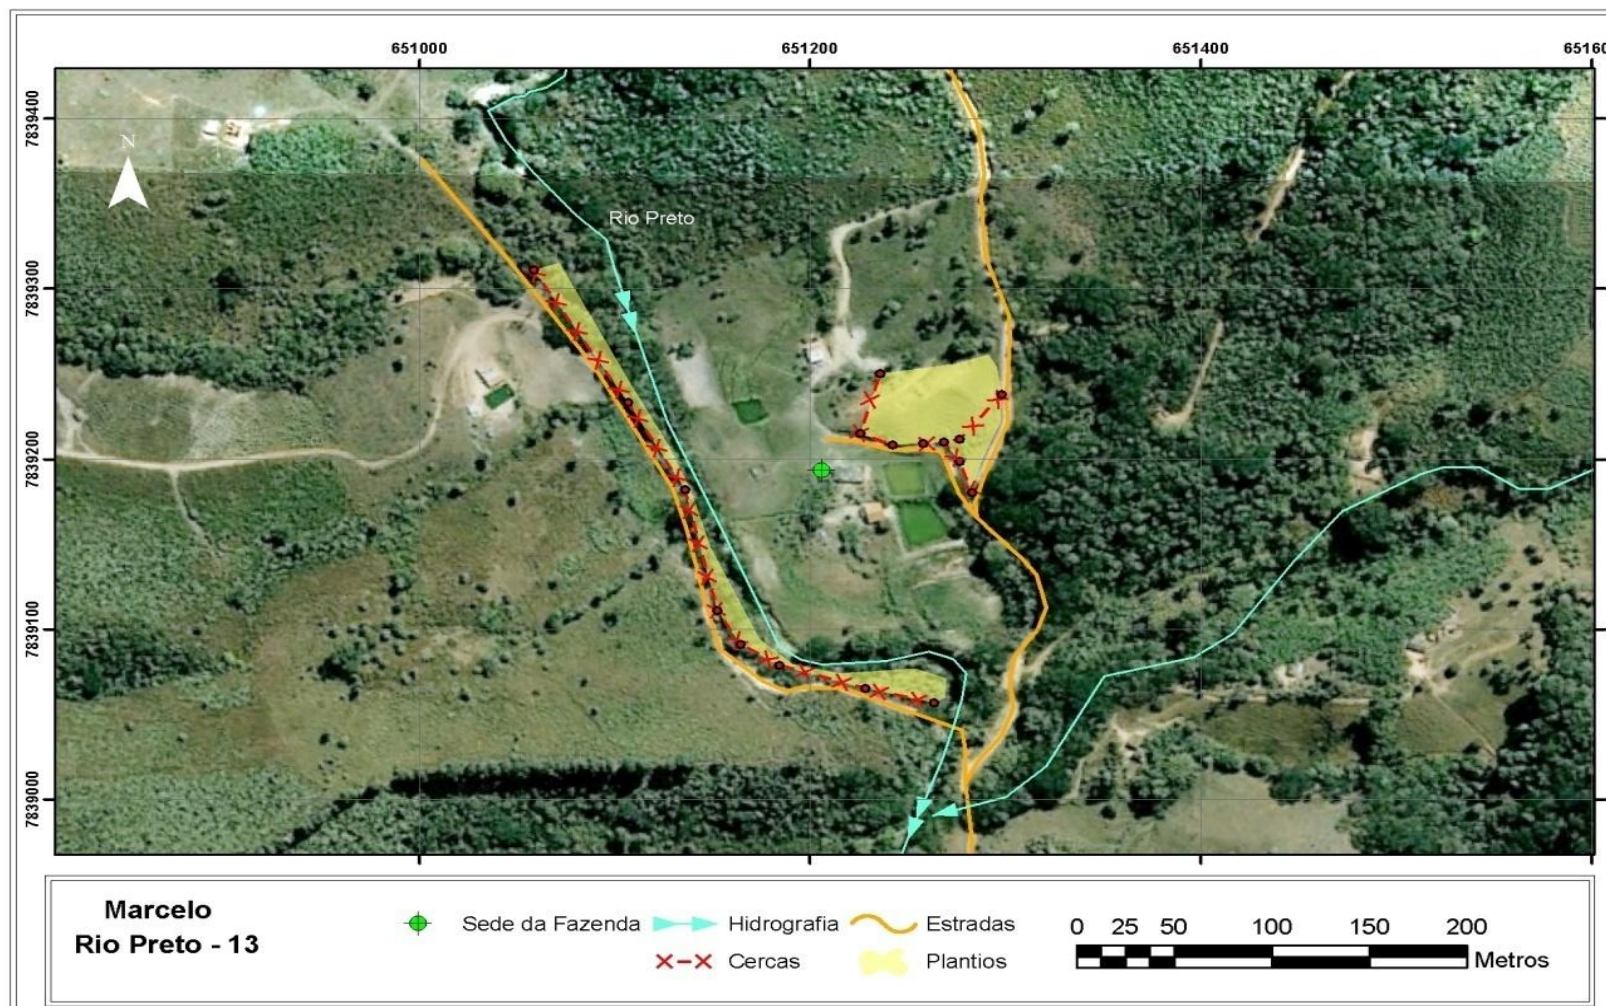 651000 651200 651400 65160
7839400
7839300
7839200
7839100
7839000
N
Rio Preto
Marcelo
Rio Preto - 13
Sede da Fazenda Hidrografia Estradas
Cercas Plantios
0 25 50 100 150 200
Metros